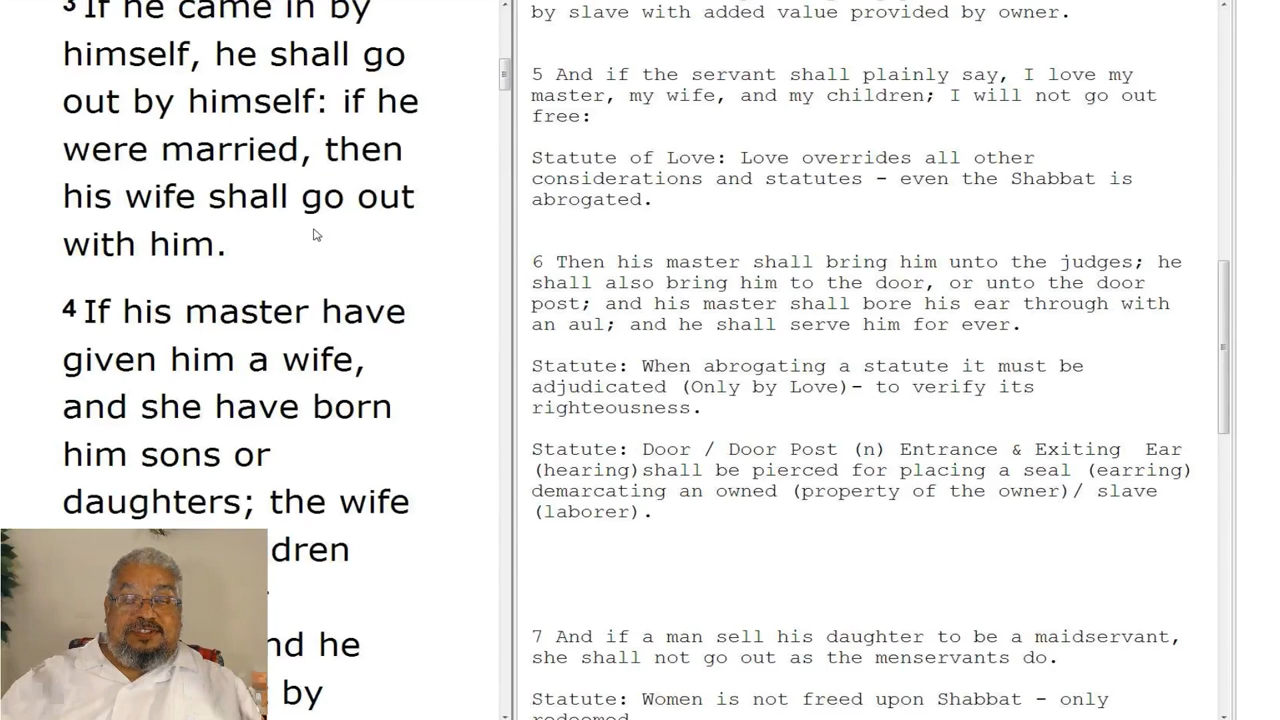 3 If he came in by
himself, he shall go
out by himself: if he
were married, then
his wife shall go out
with him.
4 If his master have
given him a wife,
and she have born
him sons or
daughters; the wife
dren
nd he
by
by slave with added value provided by owner.
5 And if the servant shall plainly say, I love my
master, my wife, and my children; I will not go out
free:
Statute of Love: Love overrides all other
considerations and statutes - even the Shabbat is
abrogated.
6 Then his master shall bring him unto the judges; he
shall also bring him to the door, or unto the door
post; and his master shall bore his ear through with
an aul; and he shall serve him for ever.
Statute: When abrogating a statute it must be
adjudicated (Only by Love)- to verify its
righteousness.
Statute: Door / Door Post (n) Entrance & Exiting  Ear
(hearing)shall be pierced for placing a seal (earring)
demarcating an owned (property of the owner)/ slave
(laborer).
7 And if a man sell his daughter to be a maidservant,
she shall not go out as the menservants do.
Statute: Women is not freed upon Shabbat - only
redeemed